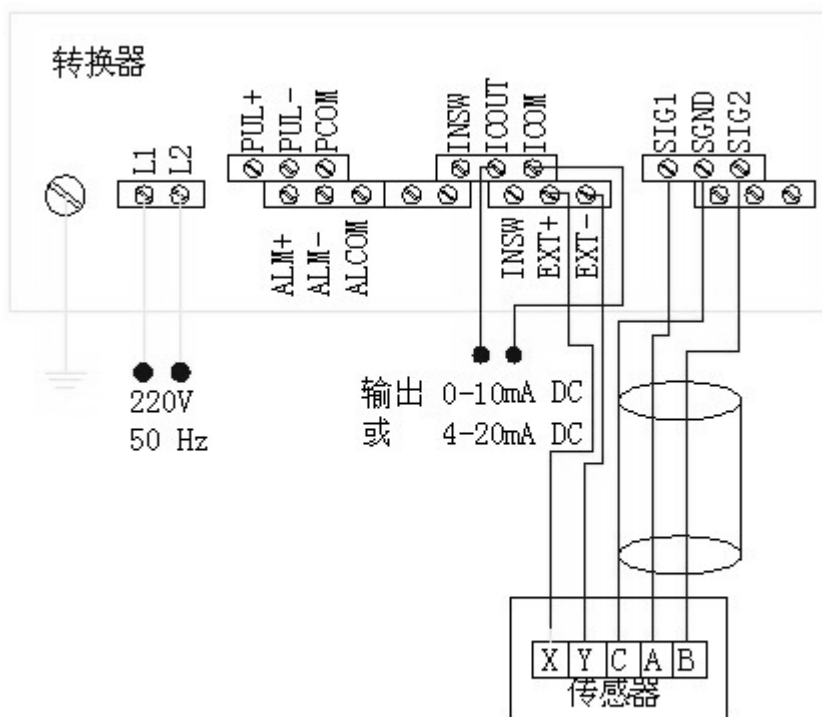 转换器
L1
L2
PUL+
PUL-
PCOM
INSW
ICOUT
ICOM
SIG1
SGND
SIG2
ALM+
ALM-
ALCOM
INSW
EXT+
EXT-
220V
50 Hz
输出 0-10mA DC
或 4-20mA DC
X Y C A B
传感器